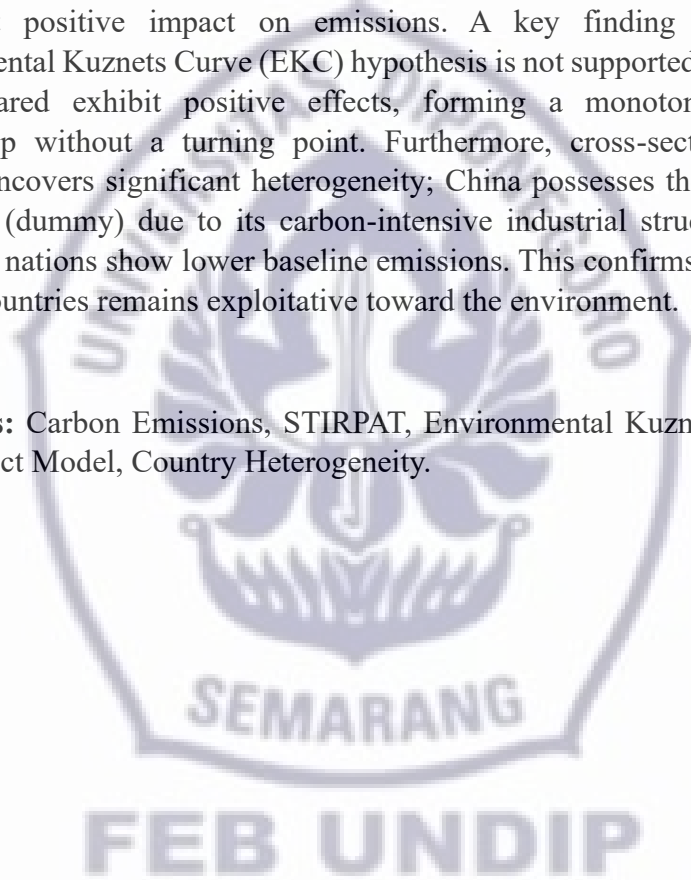 positive impact on emissions. A key finding
ental Kuznets Curve (EKC) hypothesis is not supported
ared exhibit positive effects, forming a monoton
p without a turning point. Furthermore, cross-sect
ncovers significant heterogeneity; China possesses th
(dummy) due to its carbon-intensive industrial struc
nations show lower baseline emissions. This confirms
ountries remains exploitative toward the environment.
s: Carbon Emissions, STIRPAT, Environmental Kuzn
ct Model, Country Heterogeneity.
UNIVERSITAS DIPONEGORO
SEMARANG
FEB UNDIP